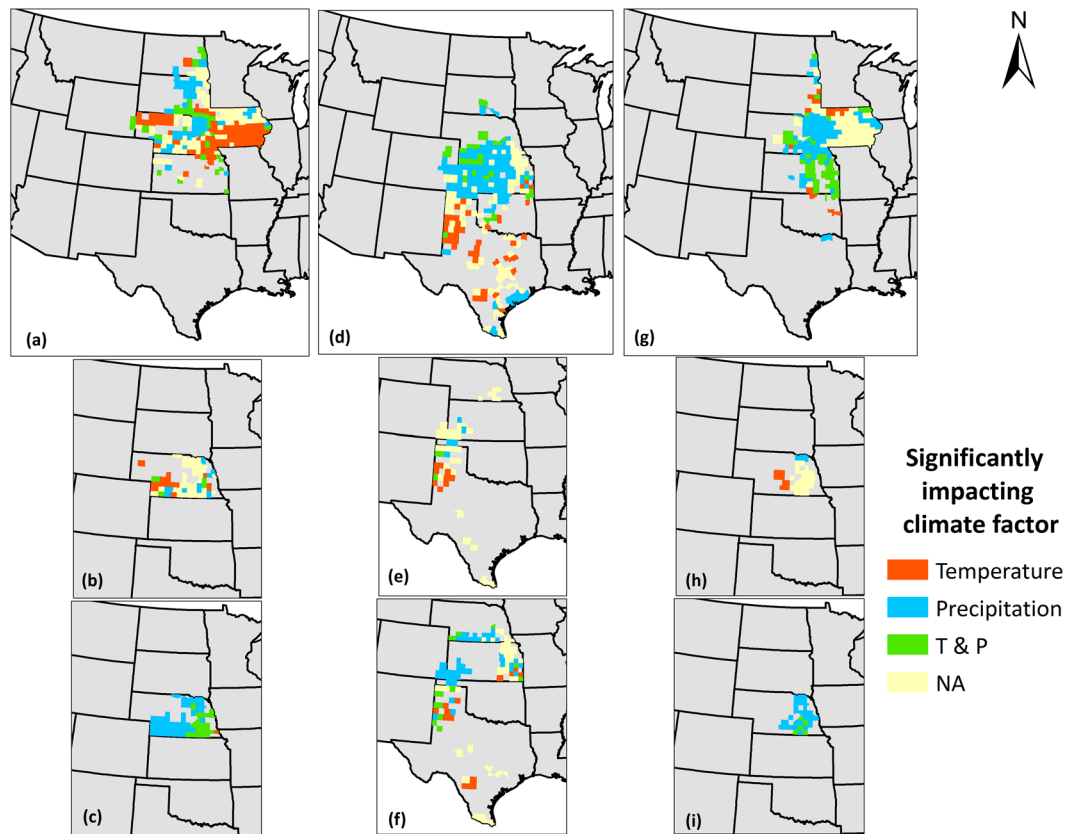 N
(a)
(d)
(g)
(b)
(e)
(h)
(c)
(f)
(i)
Significantly
impacting
climate factor
Temperature
Precipitation
T & P
NA